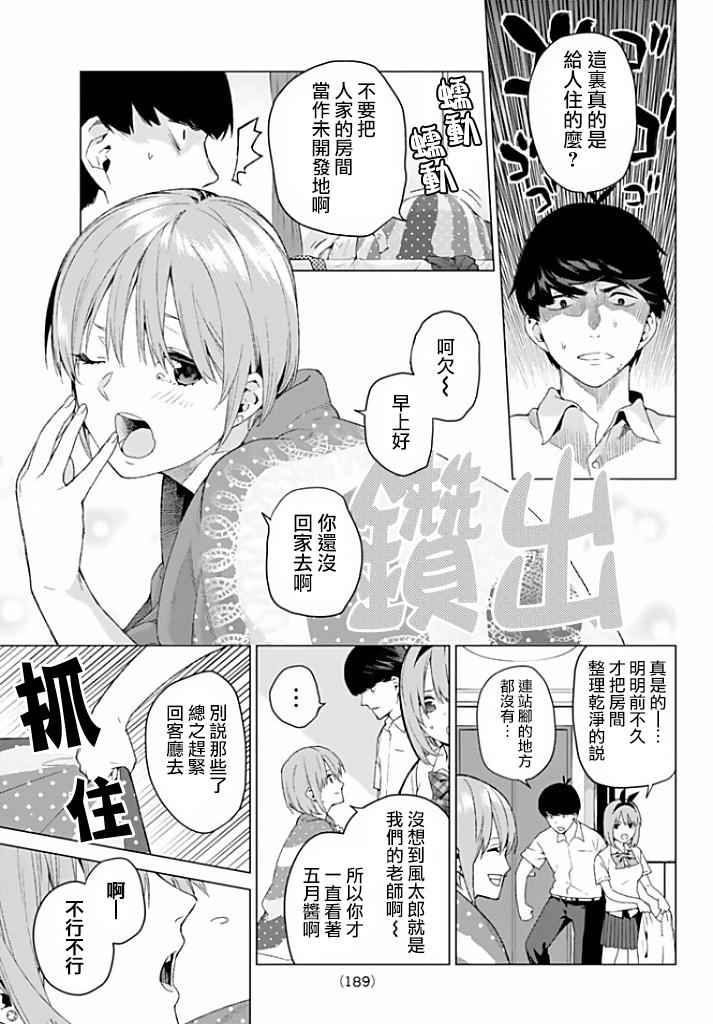 這裏真的是
給人住的麼？
ゴゴゴゴゴ
蠕動
蠕動
不要把
人家的房間
當作未開發地啊
呵欠～
早上好
鑽出
你還沒
回家去啊
真是的—…
明明前不久
才把房間
整理乾淨的說
連站腳的地方
都沒有…
…
沒想到風太郎就是
我們的老師啊～
所以你才
一直看著
五月醬啊
別說那些了
總之趕緊
回客廳去
抓住
啊—
不行不行
（189）